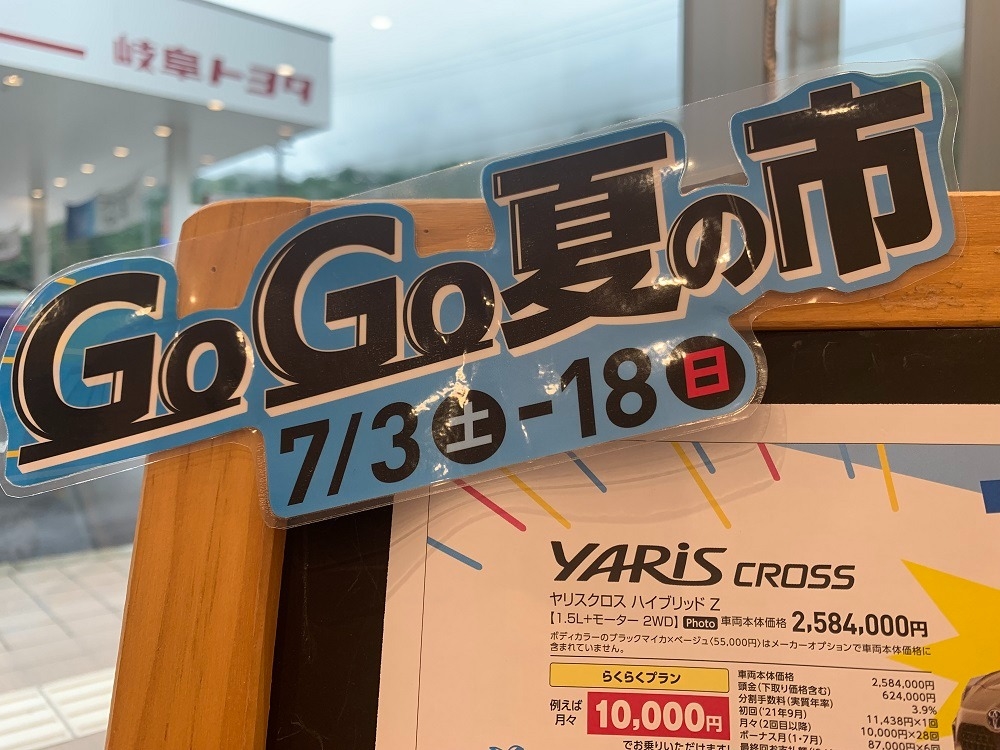 岐阜トヨタ
GoGo夏の市
7/3土-18日
YARiS CROSS
ヤリスクロス ハイブリッド Z
【1.5L+モーター 2WD】 Photo 車両本体価格 2,584,000円
ボディカラーのブラックマイカ×ベージュ〈55,000円〉はメーカーオプションで車両本体価格に
含まれていません。
らくらくプラン
例えば
月々
10,000円
でお乗りいただけます!
車両本体価格 2,584,000円
頭金(下取り価格含む) 624,000円
分割手数料(実質年率) 3.9%
初回('21年9月) 11,438円×1回
月々(2回目以降) 10,000円×28回
ボーナス月(1・7月) 87,000円×6回